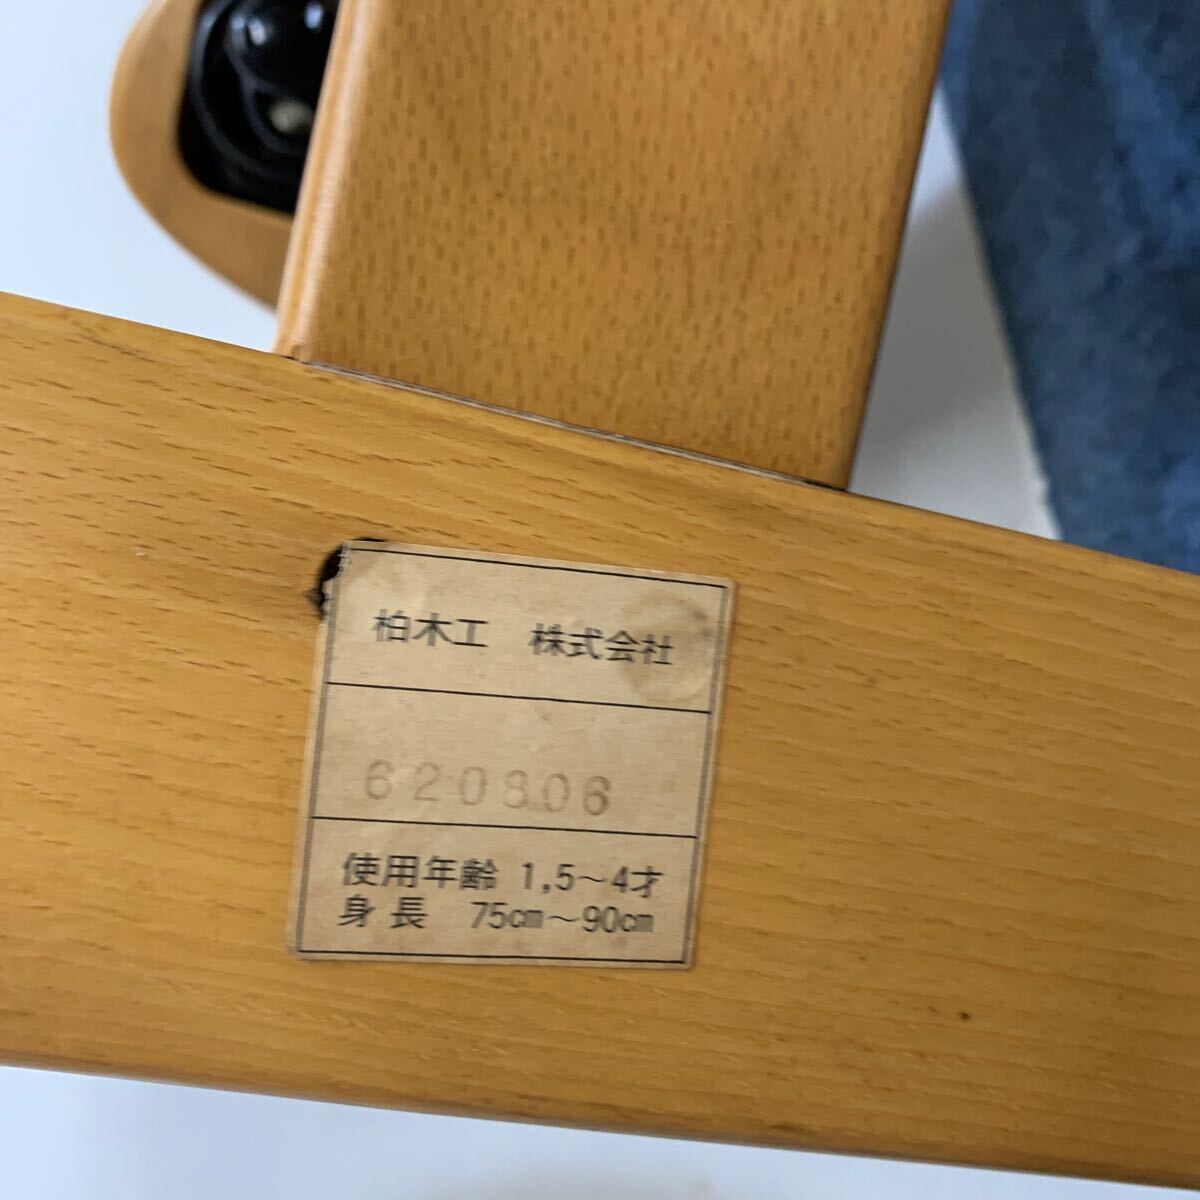 柏木工　株式会社
620806
使用年齢 1,5～4才
身長　75㎝～90㎝